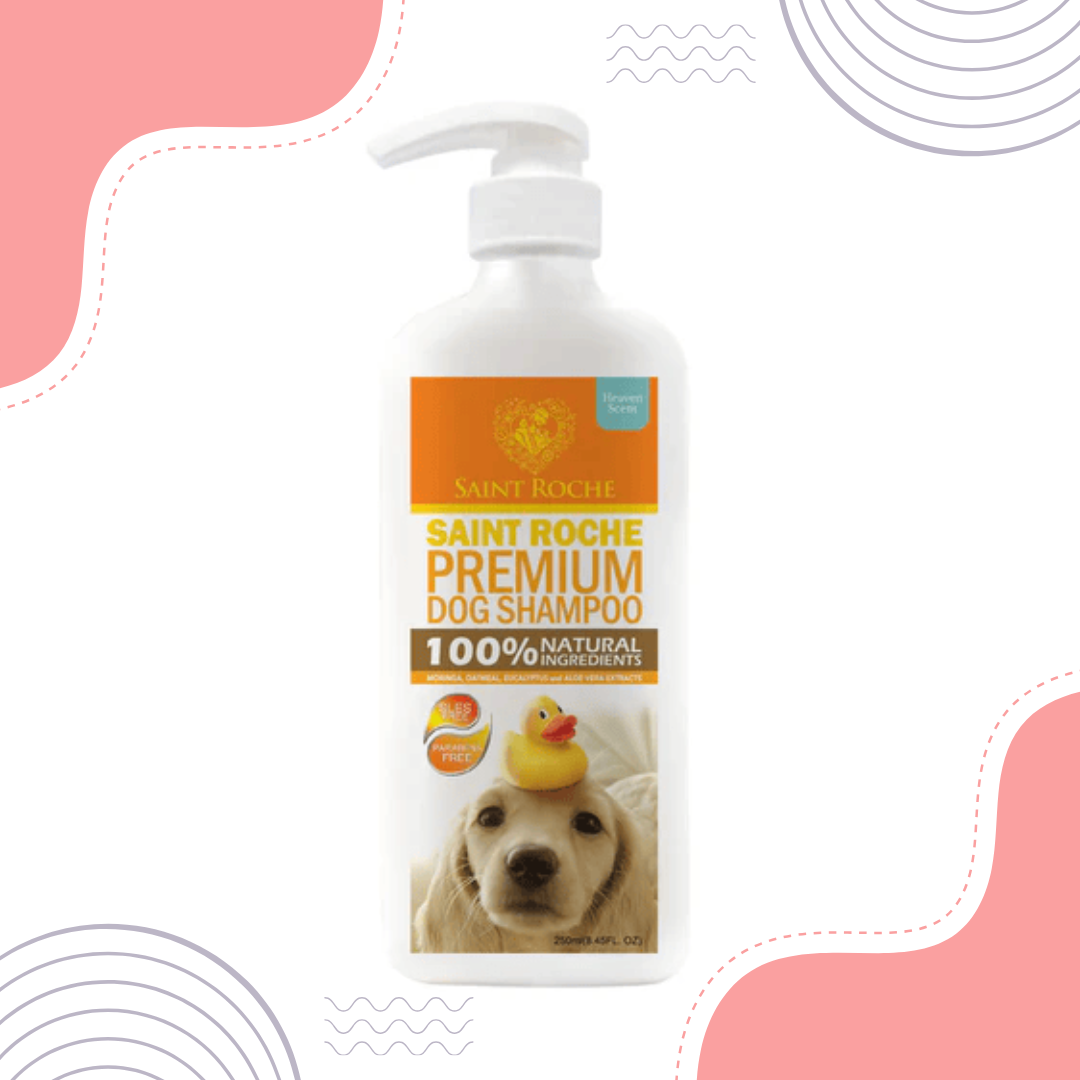 Heaven
Scent
SAINT ROCHE
SAINT ROCHE
PREMIUM
DOG SHAMPOO
100% NATURAL
INGREDIENTS
MORINGA, OATMEAL, EUCALYPTUS and ALOE VERA EXTRACTS
SLES
FREE
PARABENS
FREE
250ml(8.45FL. OZ)